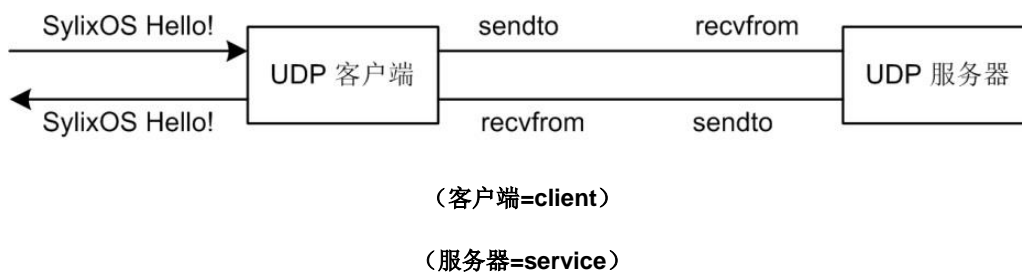 SylixOS Hello!
sendto
recvfrom
UDP 客户端
UDP 服务器
SylixOS Hello!
recvfrom
sendto
（客户端=client）
（服务器=service）